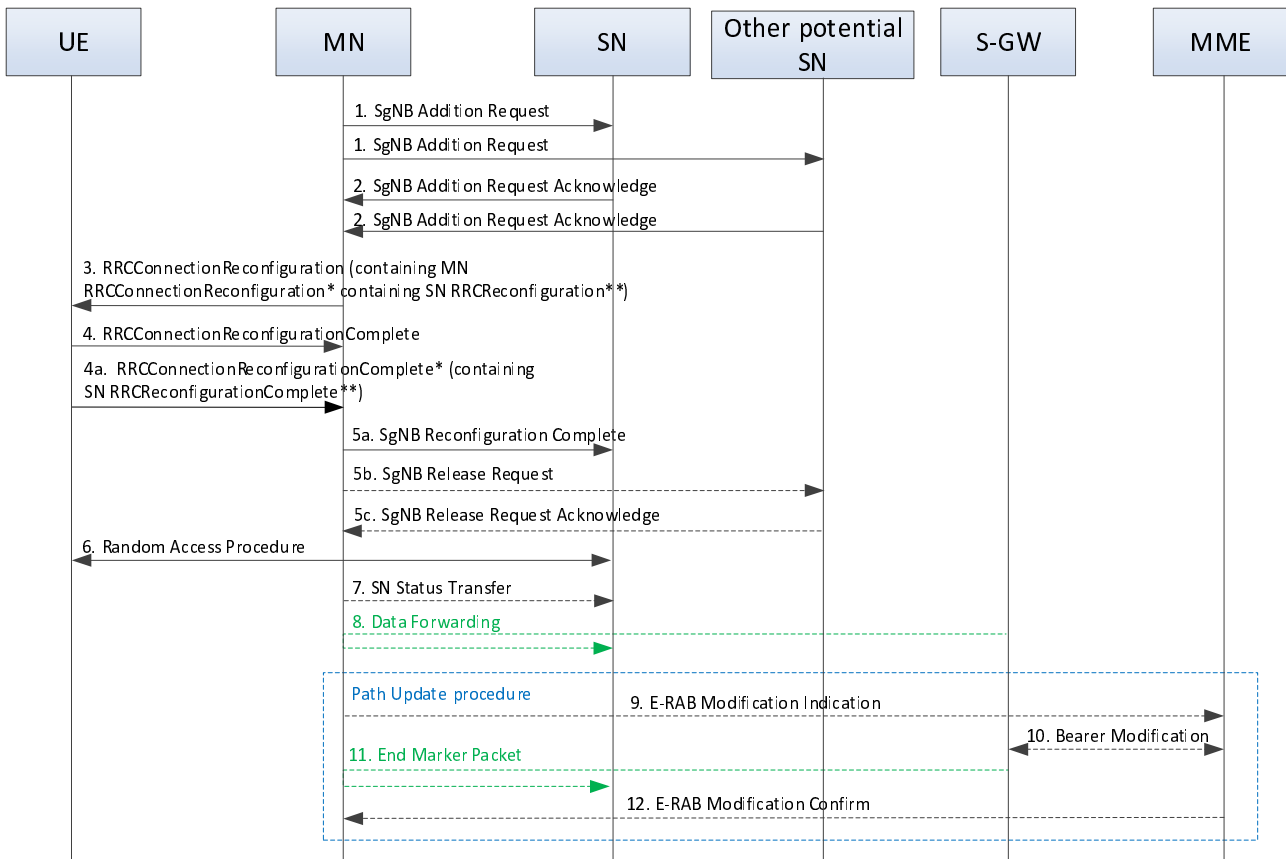 UE
MN
SN
Other potential
SN
S-GW
MME
1. SgNB Addition Request
1. SgNB Addition Request
2. SgNB Addition Request Acknowledge
2. SgNB Addition Request Acknowledge
3. RRCConnectionReconfiguration (containing MN
RRCConnectionReconfiguration* containing SN RRCReconfiguration**)
4. RRCConnectionReconfigurationComplete
4a. RRCConnectionReconfigurationComplete* (containing
SN RRCReconfigurationComplete**)
5a. SgNB Reconfiguration Complete
5b. SgNB Release Request
5c. SgNB Release Request Acknowledge
6. Random Access Procedure
7. SN Status Transfer
8. Data Forwarding
Path Update procedure
9. E-RAB Modification Indication
10. Bearer Modification
11. End Marker Packet
12. E-RAB Modification Confirm